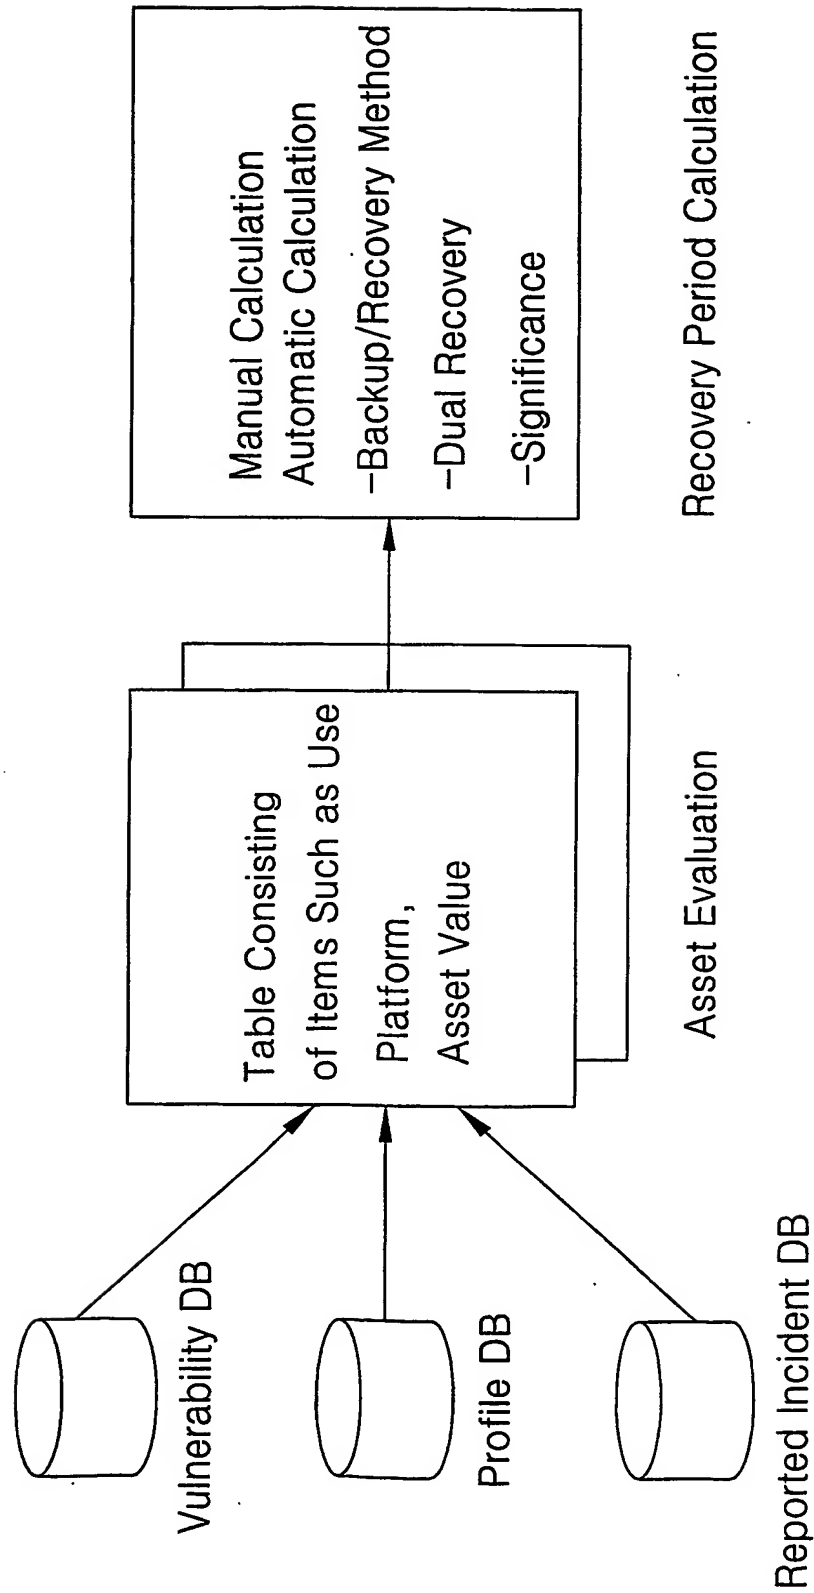 Vulnerability DB
Profile DB
Reported Incident DB
Table Consisting
of Items Such as Use
Platform,
Asset Value
Asset Evaluation
Manual Calculation
Automatic Calculation
–Backup/Recovery Method
–Dual Recovery
–Significance
Recovery Period Calculation